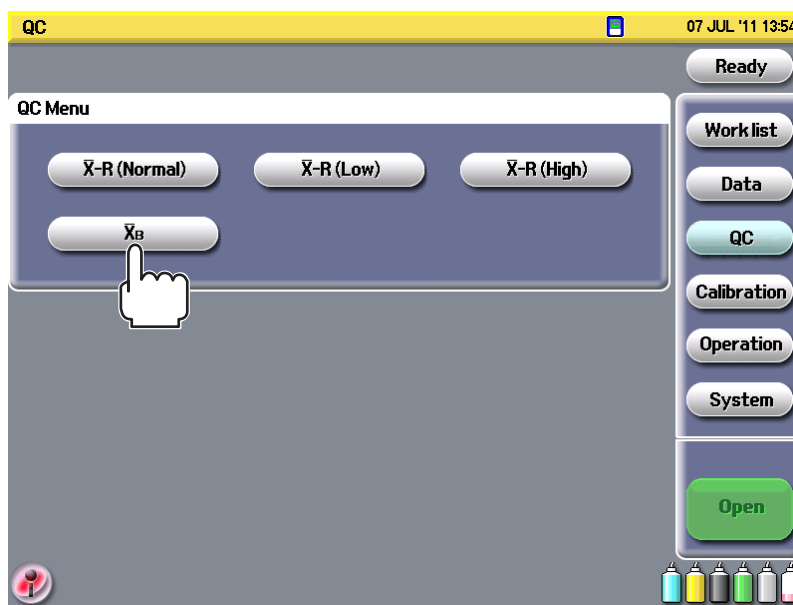 QC 07 JUL '11 13:54
Ready
QC Menu
Work list
X̅-R (Normal) X̅-R (Low) X̅-R (High)
Data
X̅B QC
Calibration
Operation
System
Open